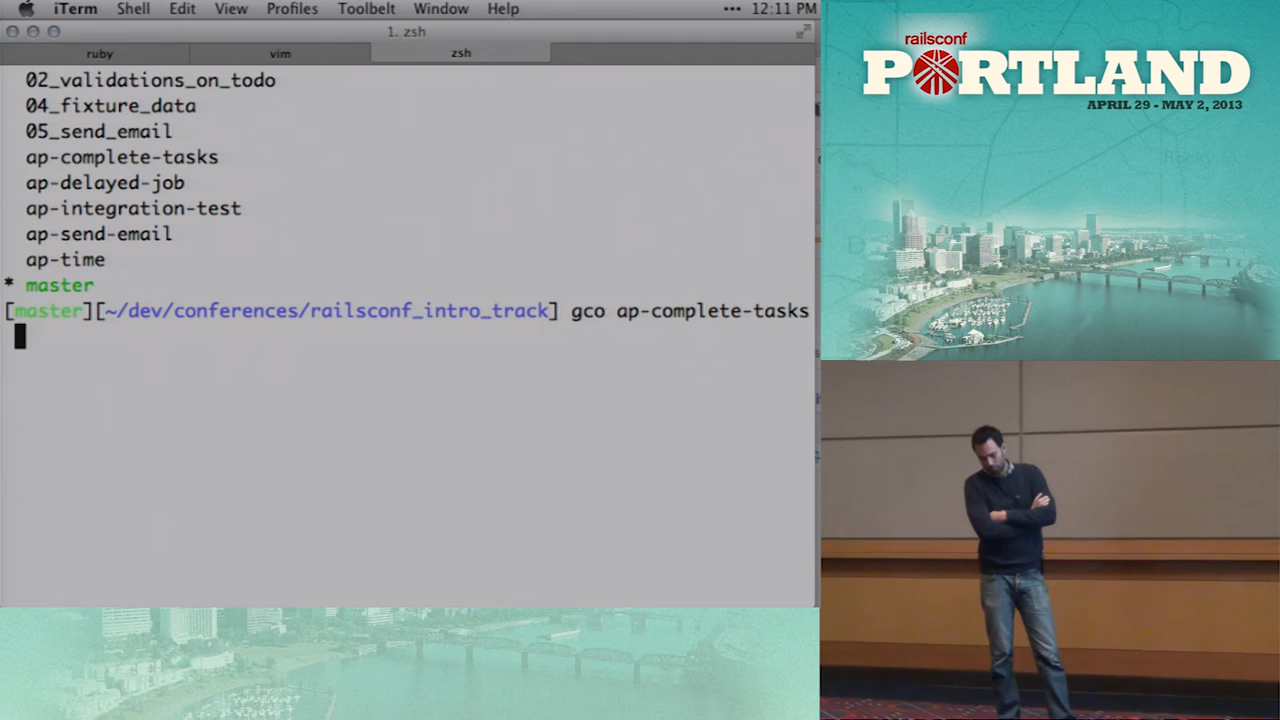 iTerm Shell Edit View Profiles Toolbelt Window Help ••• 12:11 PM
1. zsh
ruby vim zsh
02_validations_on_todo
04_fixture_data
05_send_email
ap-complete-tasks
ap-delayed-job
ap-integration-test
ap-send-email
ap-time
* master
[master][~/dev/conferences/railsconf_intro_track] gco ap-complete-tasks
railsconf
PORTLAND
APRIL 29 - MAY 2, 2013